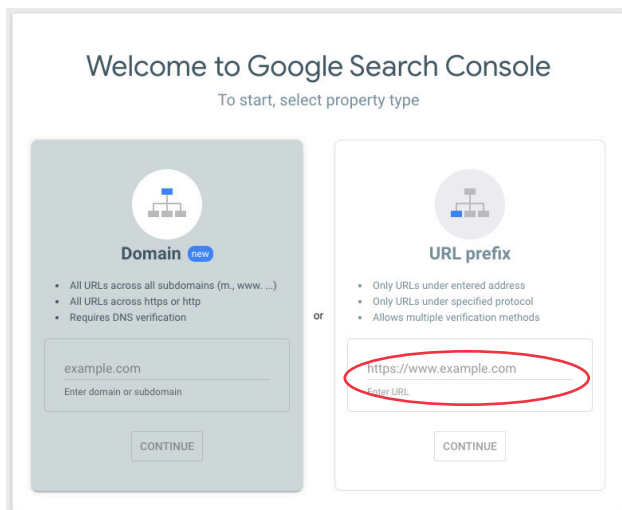 Welcome to Google Search Console
To start, select property type
Domain new
• All URLs across all subdomains (m., www. ...)
• All URLs across https or http
• Requires DNS verification
example.com
Enter domain or subdomain
CONTINUE
or
URL prefix
• Only URLs under entered address
• Only URLs under specified protocol
• Allows multiple verification methods
https://www.example.com
Enter URL
CONTINUE